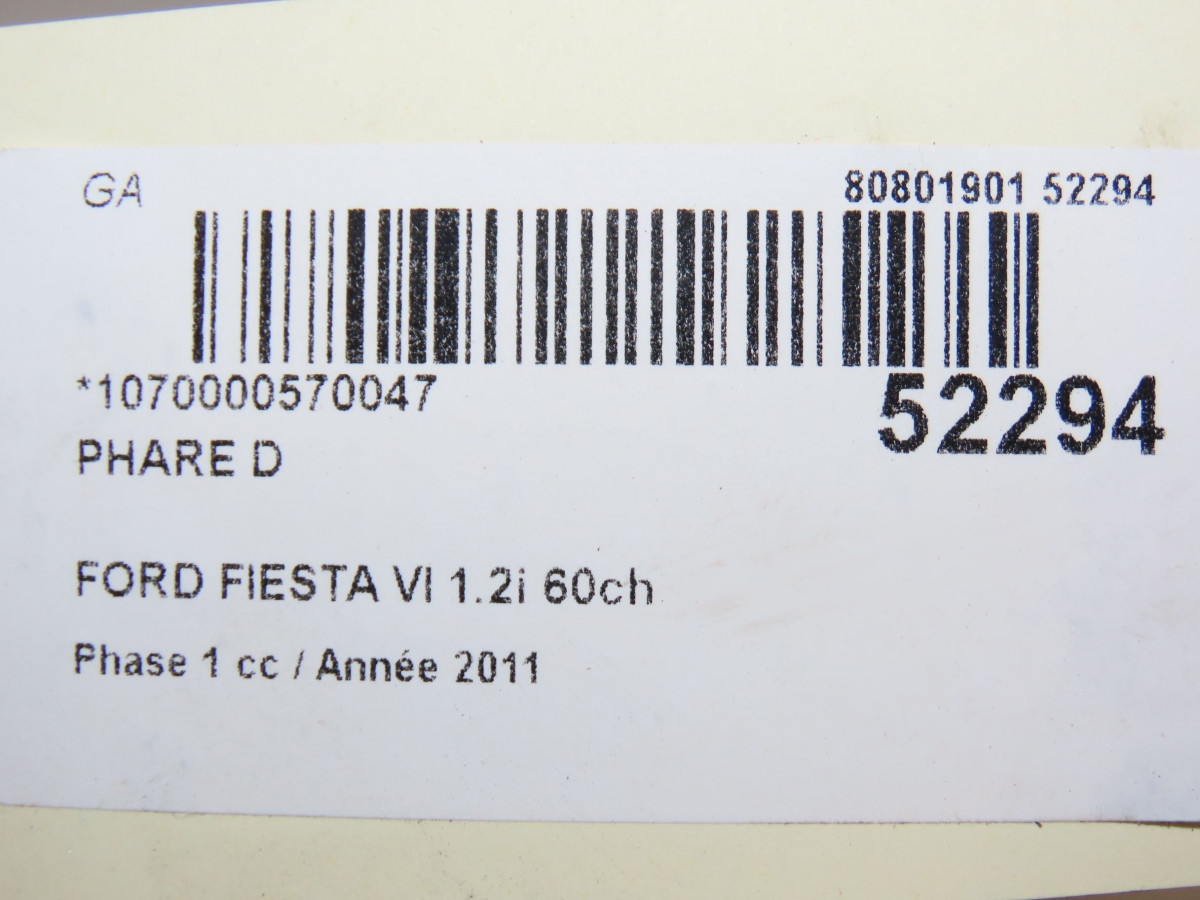 GA 80801901 52294
*1070000570047 52294
PHARE D
FORD FIESTA VI 1.2i 60ch
Phase 1 cc / Année 2011